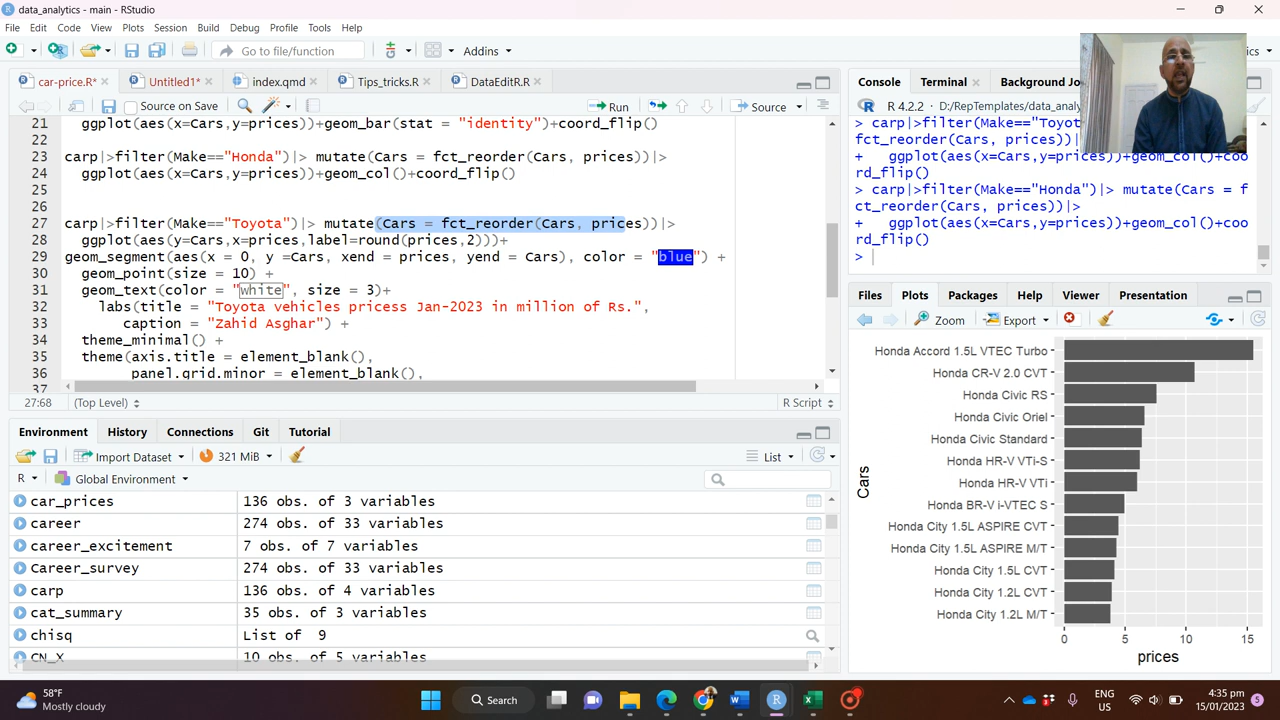 data_analytics - main - RStudio
File Edit Code View Plots Session Build Debug Profile Tools Help
Go to file/function Addins
car-price.R* Untitled1* index.qmd Tips_tricks.R DataEditR.R
Source on Save Run Source
21 ggplot(aes(x=Cars,y=prices))+geom_bar(stat = "identity")+coord_flip()
22
23 carp|>filter(Make=="Honda")|> mutate(Cars = fct_reorder(Cars, prices))|>
24 ggplot(aes(x=Cars,y=prices))+geom_col()+coord_flip()
25
26
27 carp|>filter(Make=="Toyota")|> mutate(Cars = fct_reorder(Cars, prices))|>
28 ggplot(aes(y=Cars,x=prices,label=round(prices,2)))+
29 geom_segment(aes(x = 0, y =Cars, xend = prices, yend = Cars), color = "blue") +
30 geom_point(size = 10) +
31 geom_text(color = "white", size = 3)+
32 labs(title = "Toyota vehicles pricess Jan-2023 in million of Rs.",
33 caption = "Zahid Asghar") +
34 theme_minimal() +
35 theme(axis.title = element_blank(),
36 panel.grid.minor = element_blank(),
37
27:68 (Top Level) R Script
Environment History Connections Git Tutorial
Import Dataset 321 MiB List
R Global Environment
car_prices 136 obs. of 3 variables
career 274 obs. of 33 variables
career_excitement 7 obs. of 7 variables
Career_survey 274 obs. of 33 variables
carp 136 obs. of 4 variables
cat_summary 35 obs. of 3 variables
chisq List of 9
CN_X 10 obs. of 5 variables
Console Terminal Background
R 4.2.2 · D:/RepTemplates/data_analy
> carp|>filter(Make=="Toyo
fct_reorder(Cars, prices))|>
+ ggplot(aes(x=Cars,y=prices))+geom_col()+coo
rd_flip()
> carp|>filter(Make=="Honda")|> mutate(Cars = f
ct_reorder(Cars, prices))|>
+ ggplot(aes(x=Cars,y=prices))+geom_col()+coo
rd_flip()
>
Files Plots Packages Help Viewer Presentation
Zoom Export
Honda Accord 1.5L VTEC Turbo
Honda CR-V 2.0 CVT
Honda Civic RS
Honda Civic Oriel
Honda Civic Standard
Honda HR-V VTi-S
Honda HR-V VTi
Honda BR-V i-VTEC S
Honda City 1.5L ASPIRE CVT
Honda City 1.5L ASPIRE M/T
Honda City 1.5L CVT
Honda City 1.2L CVT
Honda City 1.2L M/T
Cars
0 5 10 15
prices
58°F
Mostly cloudy
Search
ENG
US
4:35 pm
15/01/2023
5